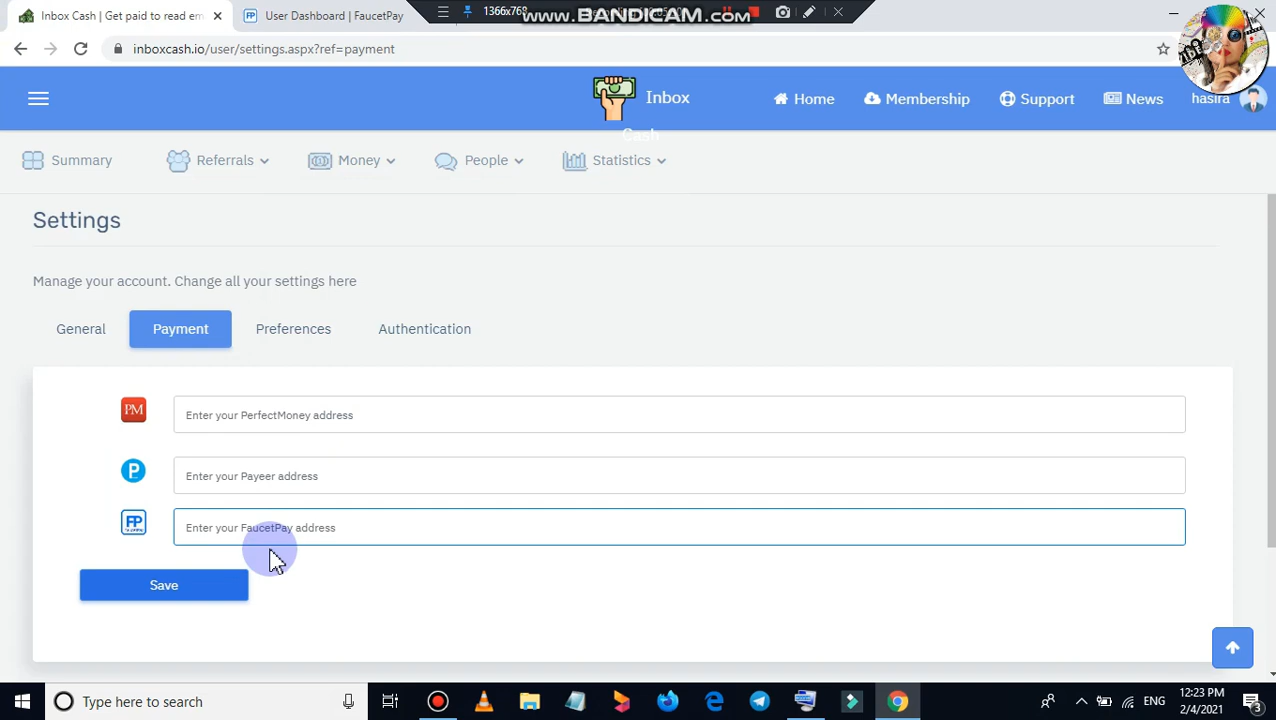 Inbox Cash | Get paid to read em
User Dashboard | FaucetPay
1366x768
www.BANDICAM.com
inboxcash.io/user/settings.aspx?ref=payment
Inbox
Cash
Home
Membership
Support
News
hasira
Summary
Referrals
Money
People
Statistics
Settings
Manage your account. Change all your settings here
General
Payment
Preferences
Authentication
PM
Enter your PerfectMoney address
P
Enter your Payeer address
FP
Enter your FaucetPay address
Save
Type here to search
ENG
12:23 PM
2/4/2021
3